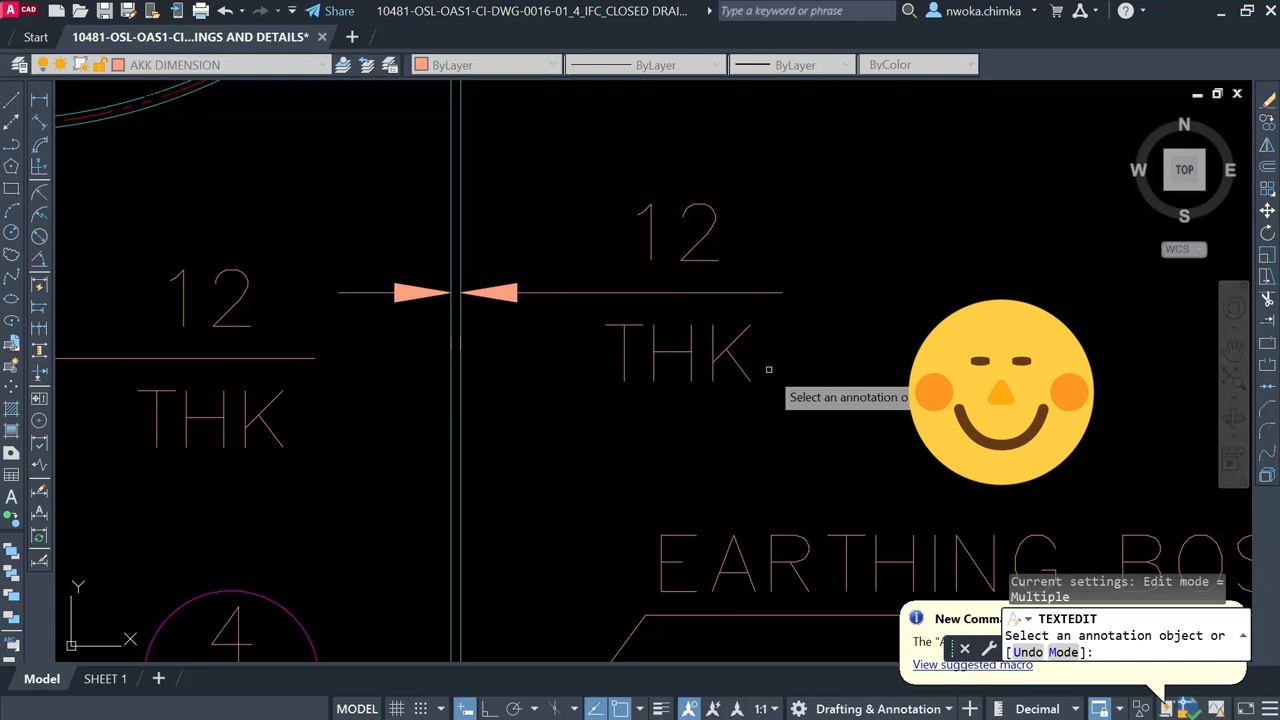 A CAD
Share
10481-OSL-OAS1-CI-DWG-0016-01_4_IFC_CLOSED DRAI...
Type a keyword or phrase
nwoka.chimka...
Start
10481-OSL-OAS1-CI...INGS AND DETAILS*
AKK DIMENSION
ByLayer
ByLayer
ByLayer
ByColor
N
W
TOP
E
S
WCS
12
THK
12
THK
Select an annotation o
EARTHING BOS
4
Y
X
Current settings: Edit mode =
Multiple
New Comma
The "A
View suggested macro
TEXTEDIT
Select an annotation object or
[Undo Mode]:
Model
SHEET 1
MODEL
1:1
Drafting & Annotation
Decimal